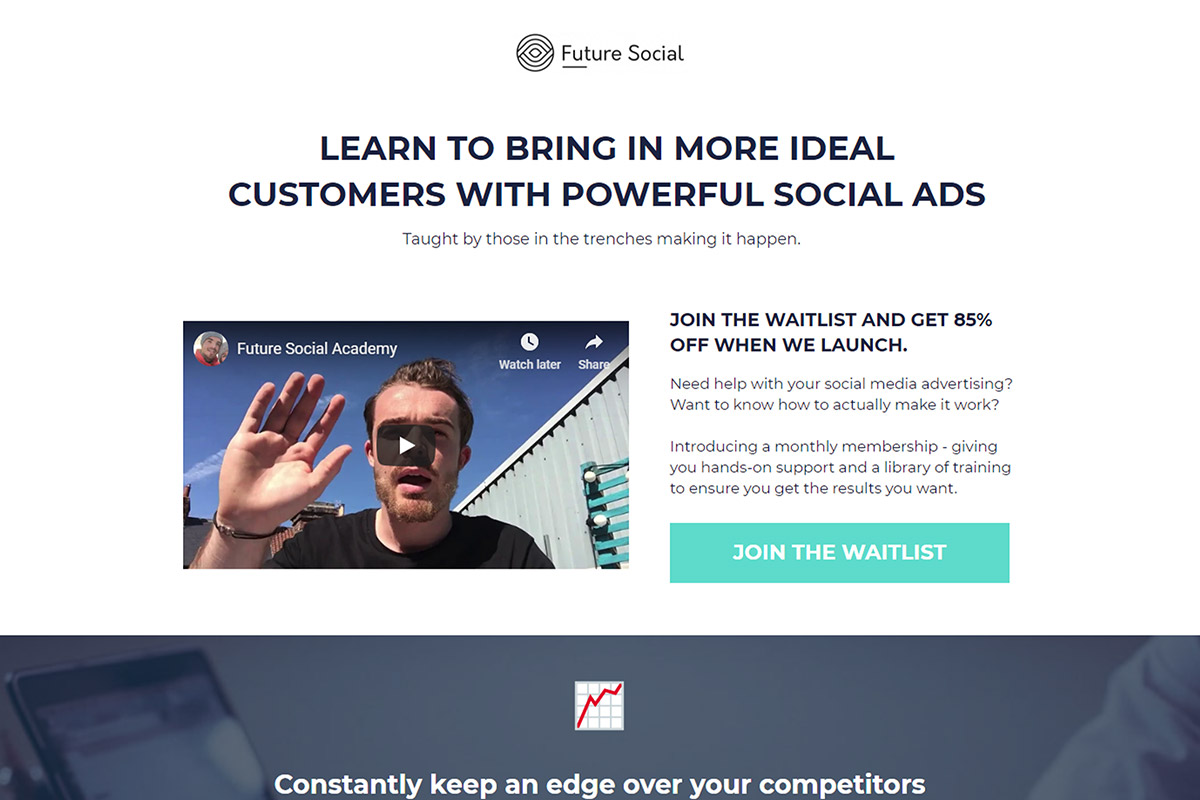 Future Social
LEARN TO BRING IN MORE IDEAL
CUSTOMERS WITH POWERFUL SOCIAL ADS
Taught by those in the trenches making it happen.
Future Social Academy
Watch later
Share
JOIN THE WAITLIST AND GET 85%
OFF WHEN WE LAUNCH.
Need help with your social media advertising?
Want to know how to actually make it work?
Introducing a monthly membership - giving
you hands-on support and a library of training
to ensure you get the results you want.
JOIN THE WAITLIST
Constantly keep an edge over your competitors